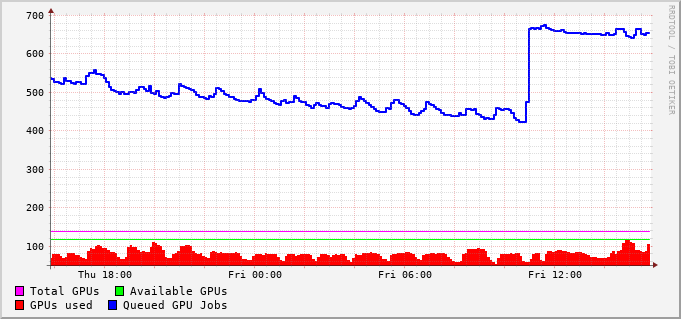 700
600
500
400
300
200
100
Thu 18:00 Fri 00:00 Fri 06:00 Fri 12:00
Total GPUs Available GPUs
GPUs used Queued GPU Jobs
RRDTOOL / TOBI OETIKER